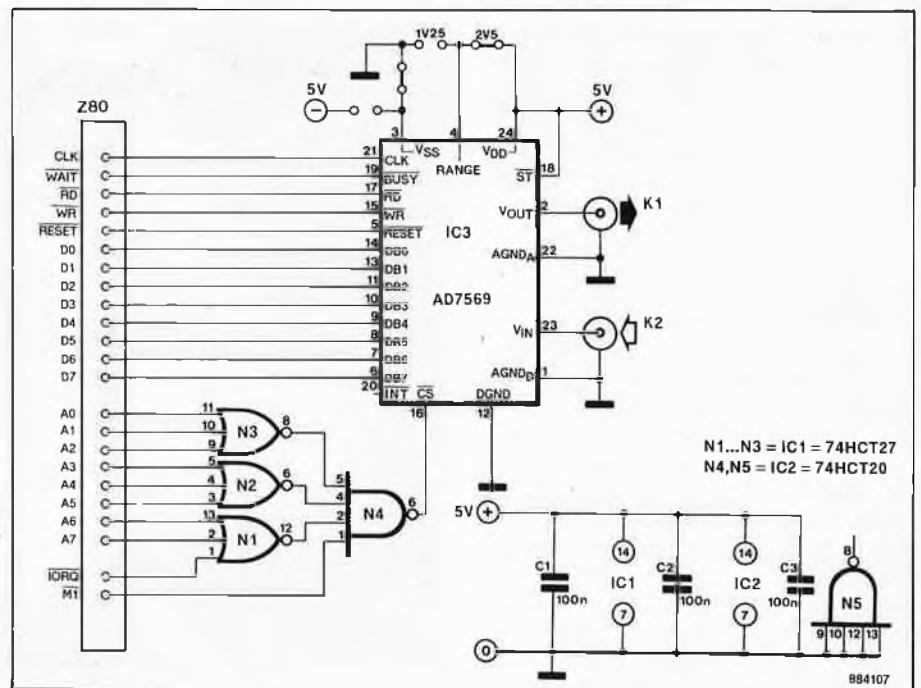 1V25
2V5
5V
5V
Z80
3
4
24
VSS
RANGE
VDD
CLK
21
CLK
ST
18
WAIT
19
BUSY
RD
17
RD
WR
15
WR
VOUT
2
K1
RESET
5
RESET
IC3
D0
14
DB0
AGNDA
22
D1
13
DB1
D2
11
DB2
AD7569
D3
10
DB3
D4
9
DB4
VIN
23
K2
D5
8
DB5
D6
7
DB6
D7
6
DB7
AGNDD
1
20
INT
CS
DGND
16
12
A0
11
A1
10
N3
8
A2
9
A3
5
A4
4
N2
6
A5
3
A6
13
A7
2
N1
12
1
IORQ
M1
5
4
2
1
N4
6
N1...N3 = IC1 = 74HCT27
N4,N5 = IC2 = 74HCT20
5V
C1
100n
14
IC1
7
C2
100n
14
IC2
7
C3
100n
8
N5
9 10 12 13
0
884107